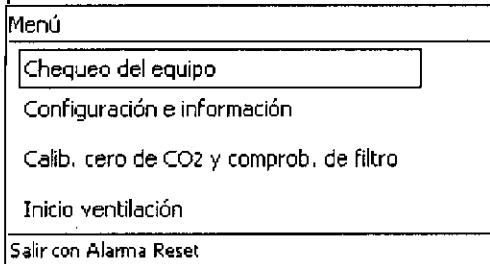 Menú
Chequeo del equipo
Configuración e información
Calib. cero de CO2 y comprob. de filtro
Inicio ventilación
Salir con Alarma Reset